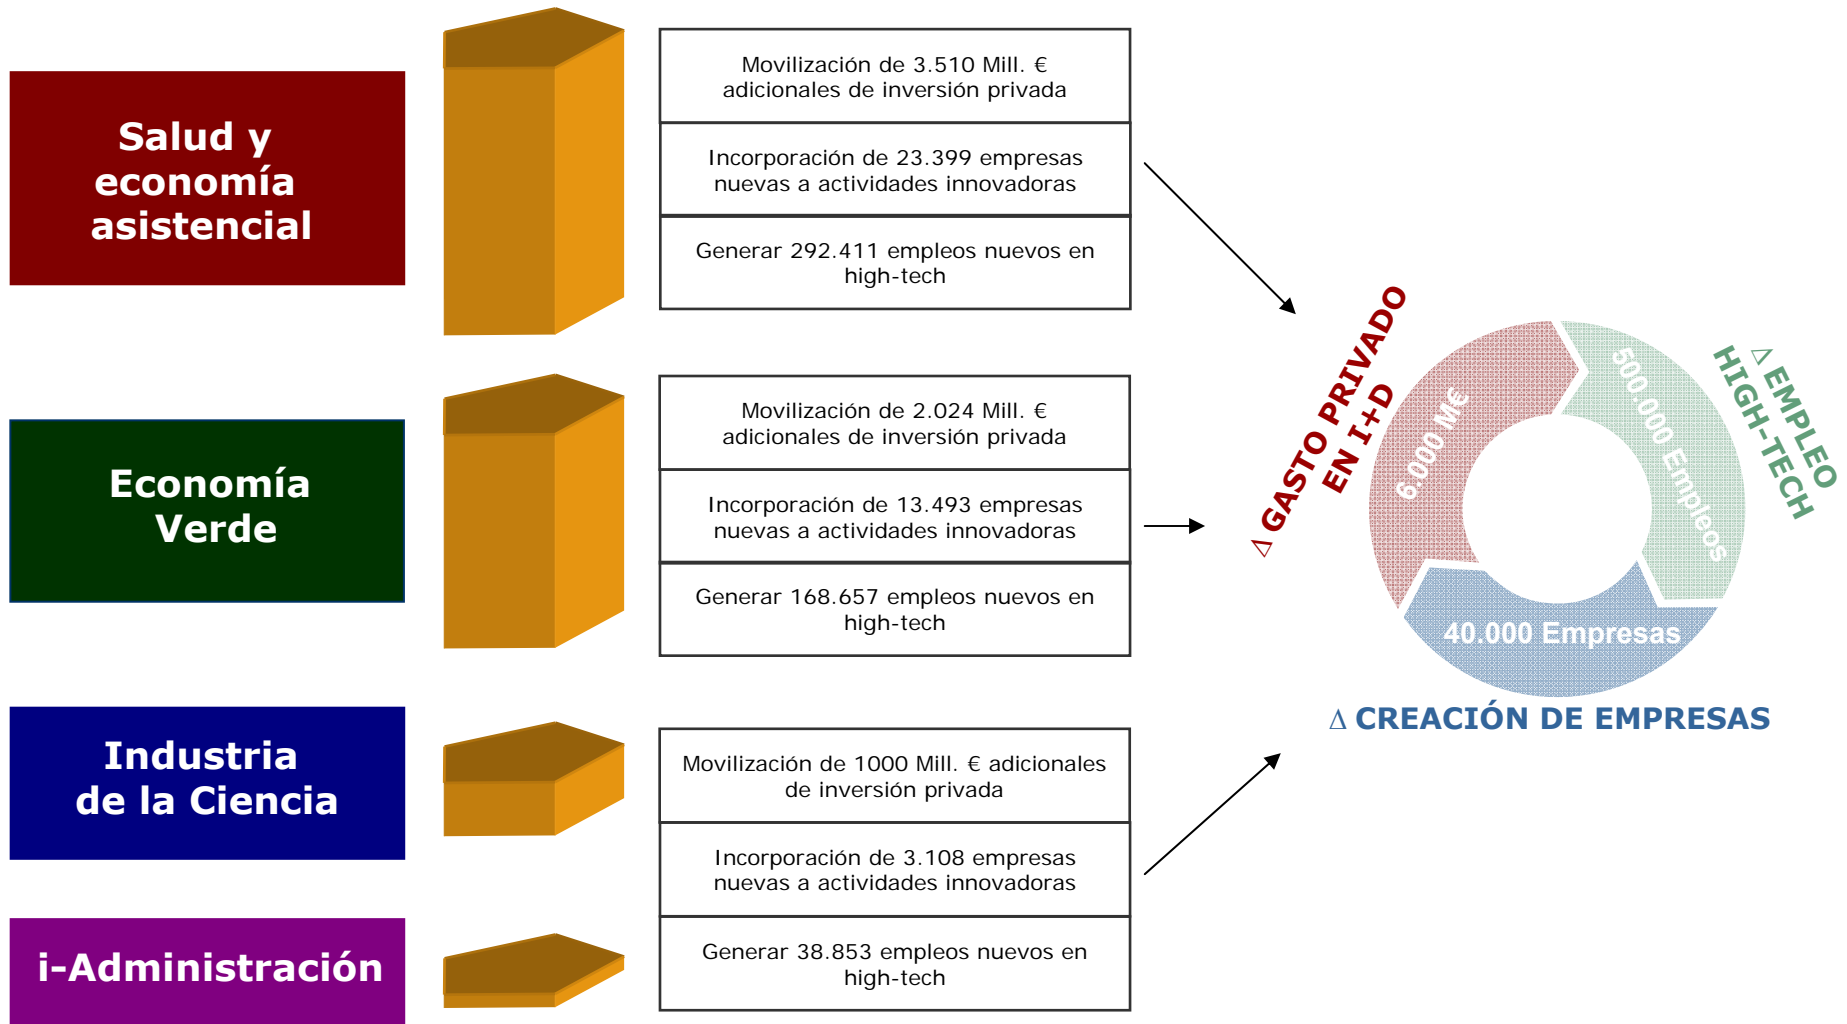 Salud y
economía
asistencial
Movilización de 3.510 Mill. €
adicionales de inversión privada
Incorporación de 23.399 empresas
nuevas a actividades innovadoras
Generar 292.411 empleos nuevos en
high-tech
Economía
Verde
Movilización de 2.024 Mill. €
adicionales de inversión privada
Incorporación de 13.493 empresas
nuevas a actividades innovadoras
Generar 168.657 empleos nuevos en
high-tech
Industria
de la Ciencia
i-Administración
Movilización de 1000 Mill. € adicionales
de inversión privada
Incorporación de 3.108 empresas
nuevas a actividades innovadoras
Generar 38.853 empleos nuevos en
high-tech
Δ GASTO PRIVADO
EN I+D
6.000 M€
Δ EMPLEO
HIGH-TECH
500.000 Empleos
40.000 Empresas
Δ CREACIÓN DE EMPRESAS